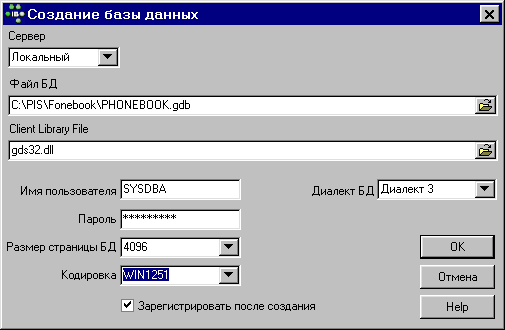 IB
Создание базы данных
Сервер
Локальный
Файл БД
C:\PIS\Fonebook\PHONEBOOK.gdb
Client Library File
gds32.dll
Имя пользователя SYSDBA Диалект БД Диалект 3
Пароль *********
Размер страницы БД 4096 OK
Кодировка WIN1251 Отмена
Зарегистрировать после создания Help